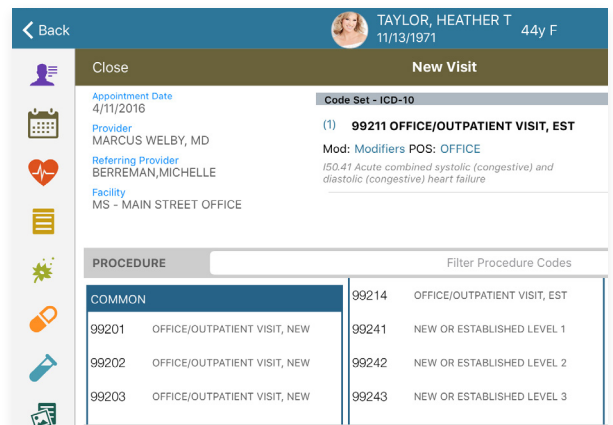 Back
TAYLOR, HEATHER T
11/13/1971
44y F
Close
New Visit
Appointment Date
4/11/2016
Provider
MARCUS WELBY, MD
Referring Provider
BERREMAN,MICHELLE
Facility
MS - MAIN STREET OFFICE
Code Set - ICD-10
(1) 99211 OFFICE/OUTPATIENT VISIT, EST
Mod: Modifiers POS: OFFICE
I50.41 Acute combined systolic (congestive) and
diastolic (congestive) heart failure
PROCEDURE
Filter Procedure Codes
COMMON
99201 OFFICE/OUTPATIENT VISIT, NEW
99202 OFFICE/OUTPATIENT VISIT, NEW
99203 OFFICE/OUTPATIENT VISIT, NEW
99214 OFFICE/OUTPATIENT VISIT, EST
99241 NEW OR ESTABLISHED LEVEL 1
99242 NEW OR ESTABLISHED LEVEL 2
99243 NEW OR ESTABLISHED LEVEL 3